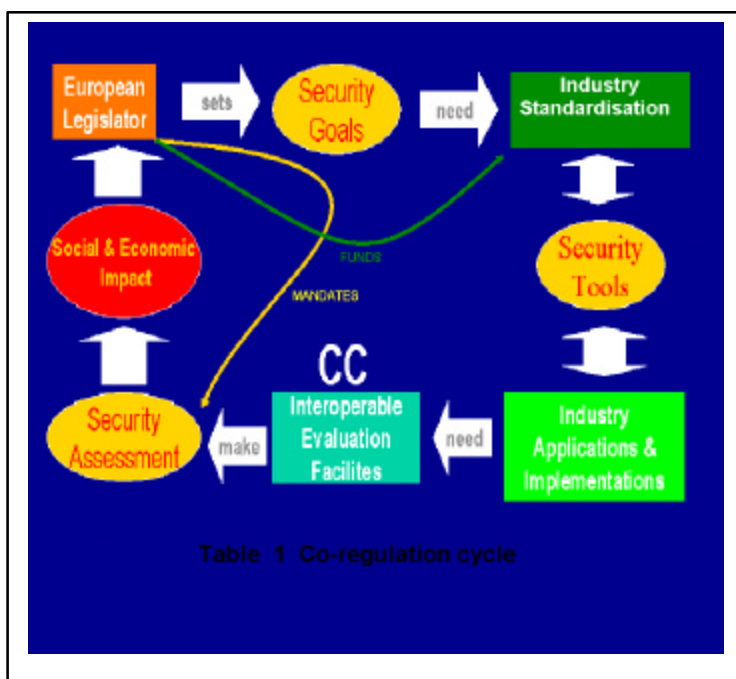 European
Legislator
sets
Security
Goals
need
Industry
Standardisation
Social & Economic
Impact
FUNDS
MANDATES
Security
Tools
CC
Security
Assessment
make
Interoperable
Evaluation
Facilites
need
Industry
Applications &
Implementations
Table 1 Co-regulation cycle